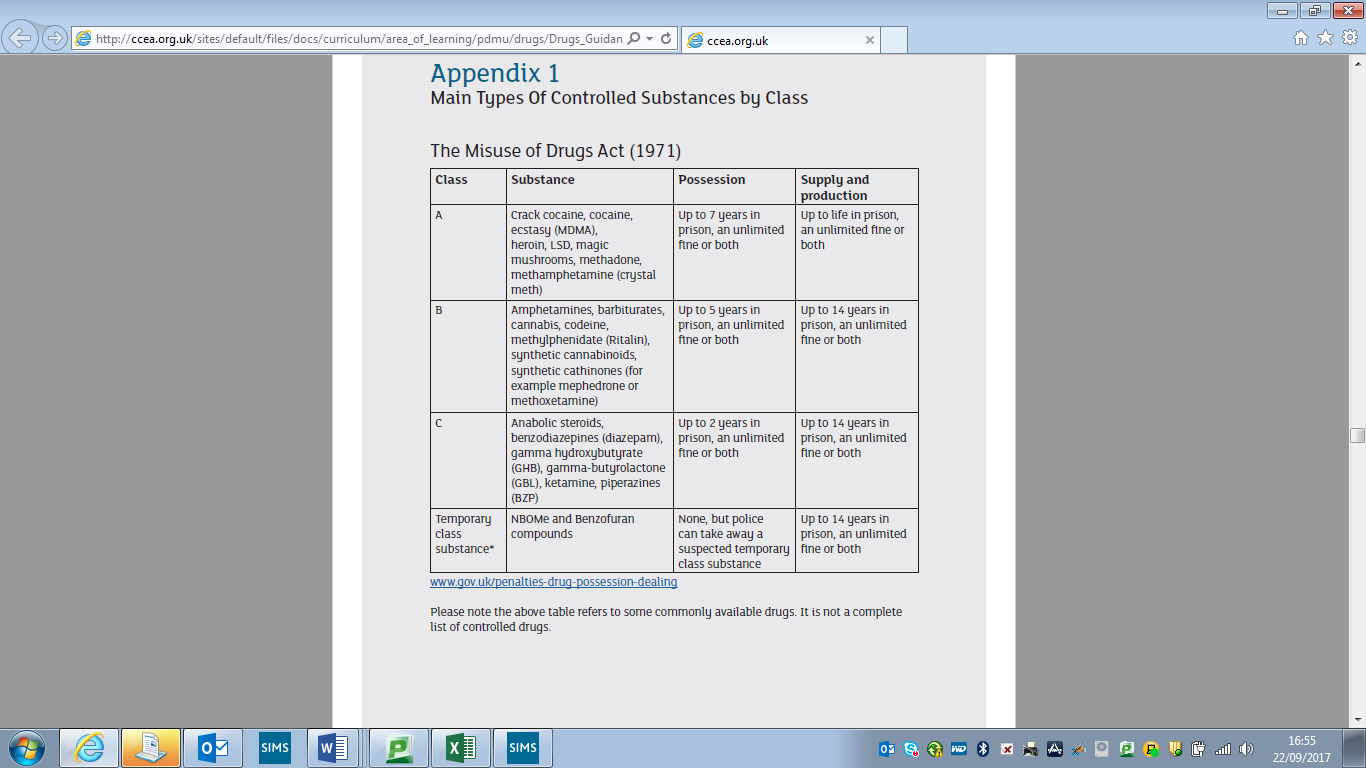 http://ccea.org.uk/sites/default/files/docs/curriculum/area_of_learning/pdmu/drugs/Drugs_Guidan
ccea.org.uk
Appendix 1
Main Types Of Controlled Substances by Class
The Misuse of Drugs Act (1971)
Class Substance Possession Supply and
production
A Crack cocaine, cocaine, Up to 7 years in Up to life in prison,
ecstasy (MDMA), prison, an unlimited an unlimited fine or
heroin, LSD, magic fine or both both
mushrooms, methadone,
methamphetamine (crystal
meth)
B Amphetamines, barbiturates, Up to 5 years in Up to 14 years in
cannabis, codeine, prison, an unlimited prison, an unlimited
methylphenidate (Ritalin), fine or both fine or both
synthetic cannabinoids,
synthetic cathinones (for
example mephedrone or
methoxetamine)
C Anabolic steroids, Up to 2 years in Up to 14 years in
benzodiazepines (diazepam), prison, an unlimited prison, an unlimited
gamma hydroxybutyrate fine or both fine or both
(GHB), gamma-butyrolactone
(GBL), ketamine, piperazines
(BZP)
Temporary NBOMe and Benzofuran None, but police Up to 14 years in
class compounds can take away a prison, an unlimited
substance* suspected temporary fine or both
class substance
www.gov.uk/penalties-drug-possession-dealing
Please note the above table refers to some commonly available drugs. It is not a complete
list of controlled drugs.
SIMS SIMS
WD
16:55
22/09/2017